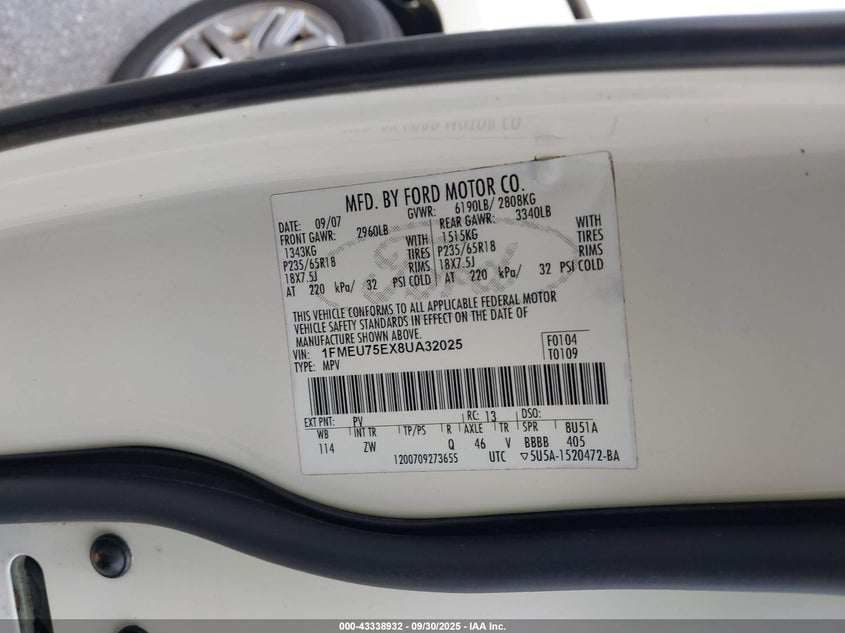 MFD. BY FORD MOTOR CO.
DATE: 09/07 GVWR: 6190LB/ 2808KG
FRONT GAWR: 2960LB REAR GAWR: 3340LB
1343KG WITH 1515KG WITH
P235/65R18 TIRES P235/65R18 TIRES
18X7.5J RIMS 18X7.5J RIMS
AT 220 kPa/ 32 PSI COLD AT 220 kPa/ 32 PSI COLD
Ford
THIS VEHICLE CONFORMS TO ALL APPLICABLE FEDERAL MOTOR
VEHICLE SAFETY STANDARDS IN EFFECT ON THE DATE OF
MANUFACTURE SHOWN ABOVE.
VIN: 1FMEU75EX8UA32025 F0104
TYPE: MPV T0109
EXT PNT: PV RC: 13 DSO:
WB INT TR TP/PS R AXLE TR SPR 8U51A
114 ZW Q 46 V BBBB 405
1200709273655 UTC ▽5U5A-1520472-BA
000-43338932 - 09/30/2025 - IAA Inc.